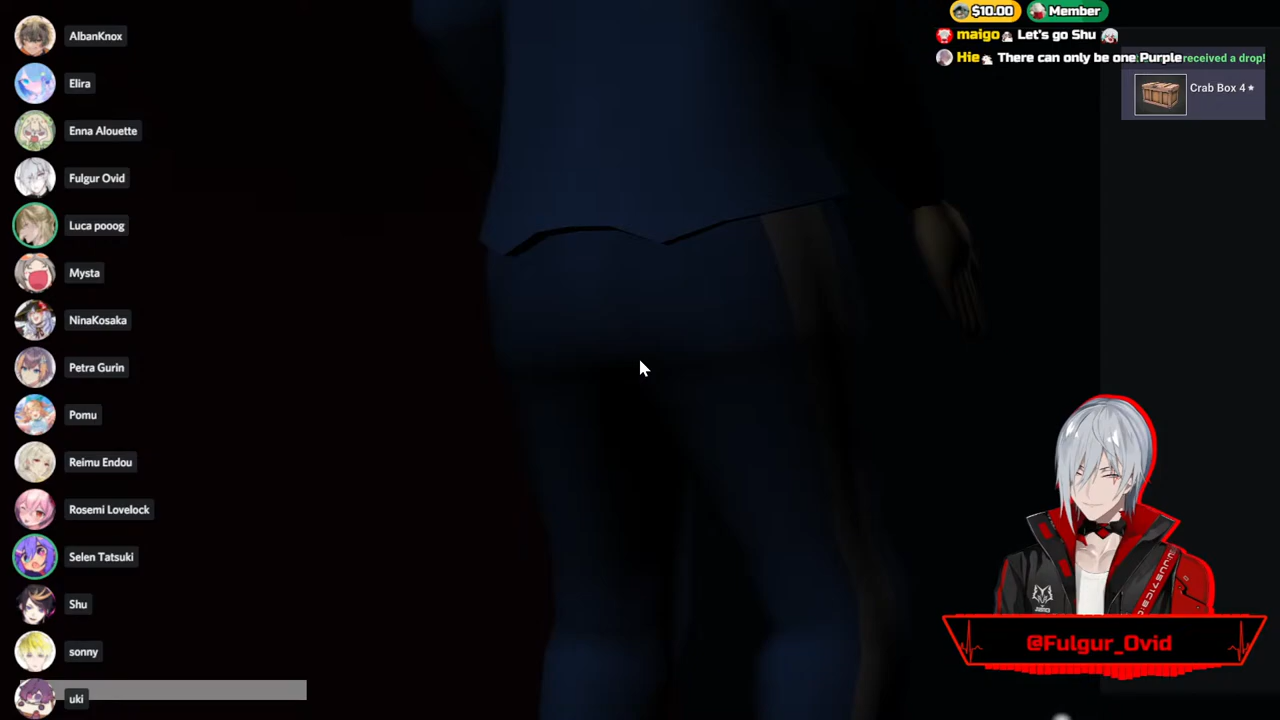 AlbanKnox
Elira
Enna Alouette
Fulgur Ovid
Luca pooog
Mysta
NinaKosaka
Petra Gurin
Pomu
Reimu Endou
Rosemi Lovelock
Selen Tatsuki
Shu
sonny
uki
$10.00 Member
maigo Let's go Shu
Hie There can only be one Purple
received a drop!
Crab Box 4★
@Fulgur_Ovid